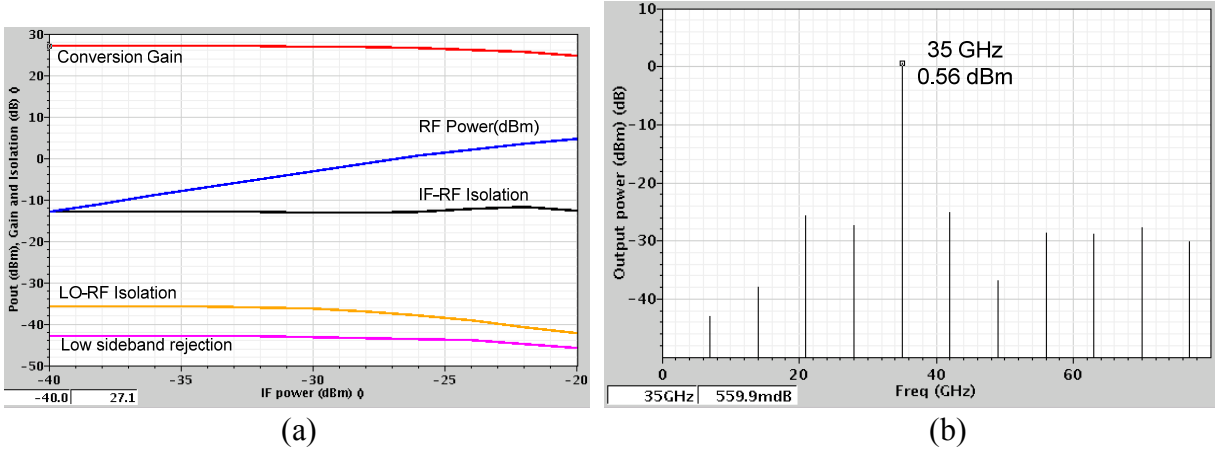 30
20
10
0
-10
-20
-30
-40
-50
Pout (dBm), Gain and Isolation (dB) ϕ
Conversion Gain
RF Power(dBm)
IF-RF Isolation
LO-RF Isolation
Low sideband rejection
-40 -35 -30 -25 -20
IF power (dBm) ϕ
-40.0 27.1
(a)
10
0
-10
-20
-30
-40
Output power (dBm) (dB)
35 GHz
0.56 dBm
0 20 40 60
Freq (GHz)
35GHz 559.9mdB
(b)